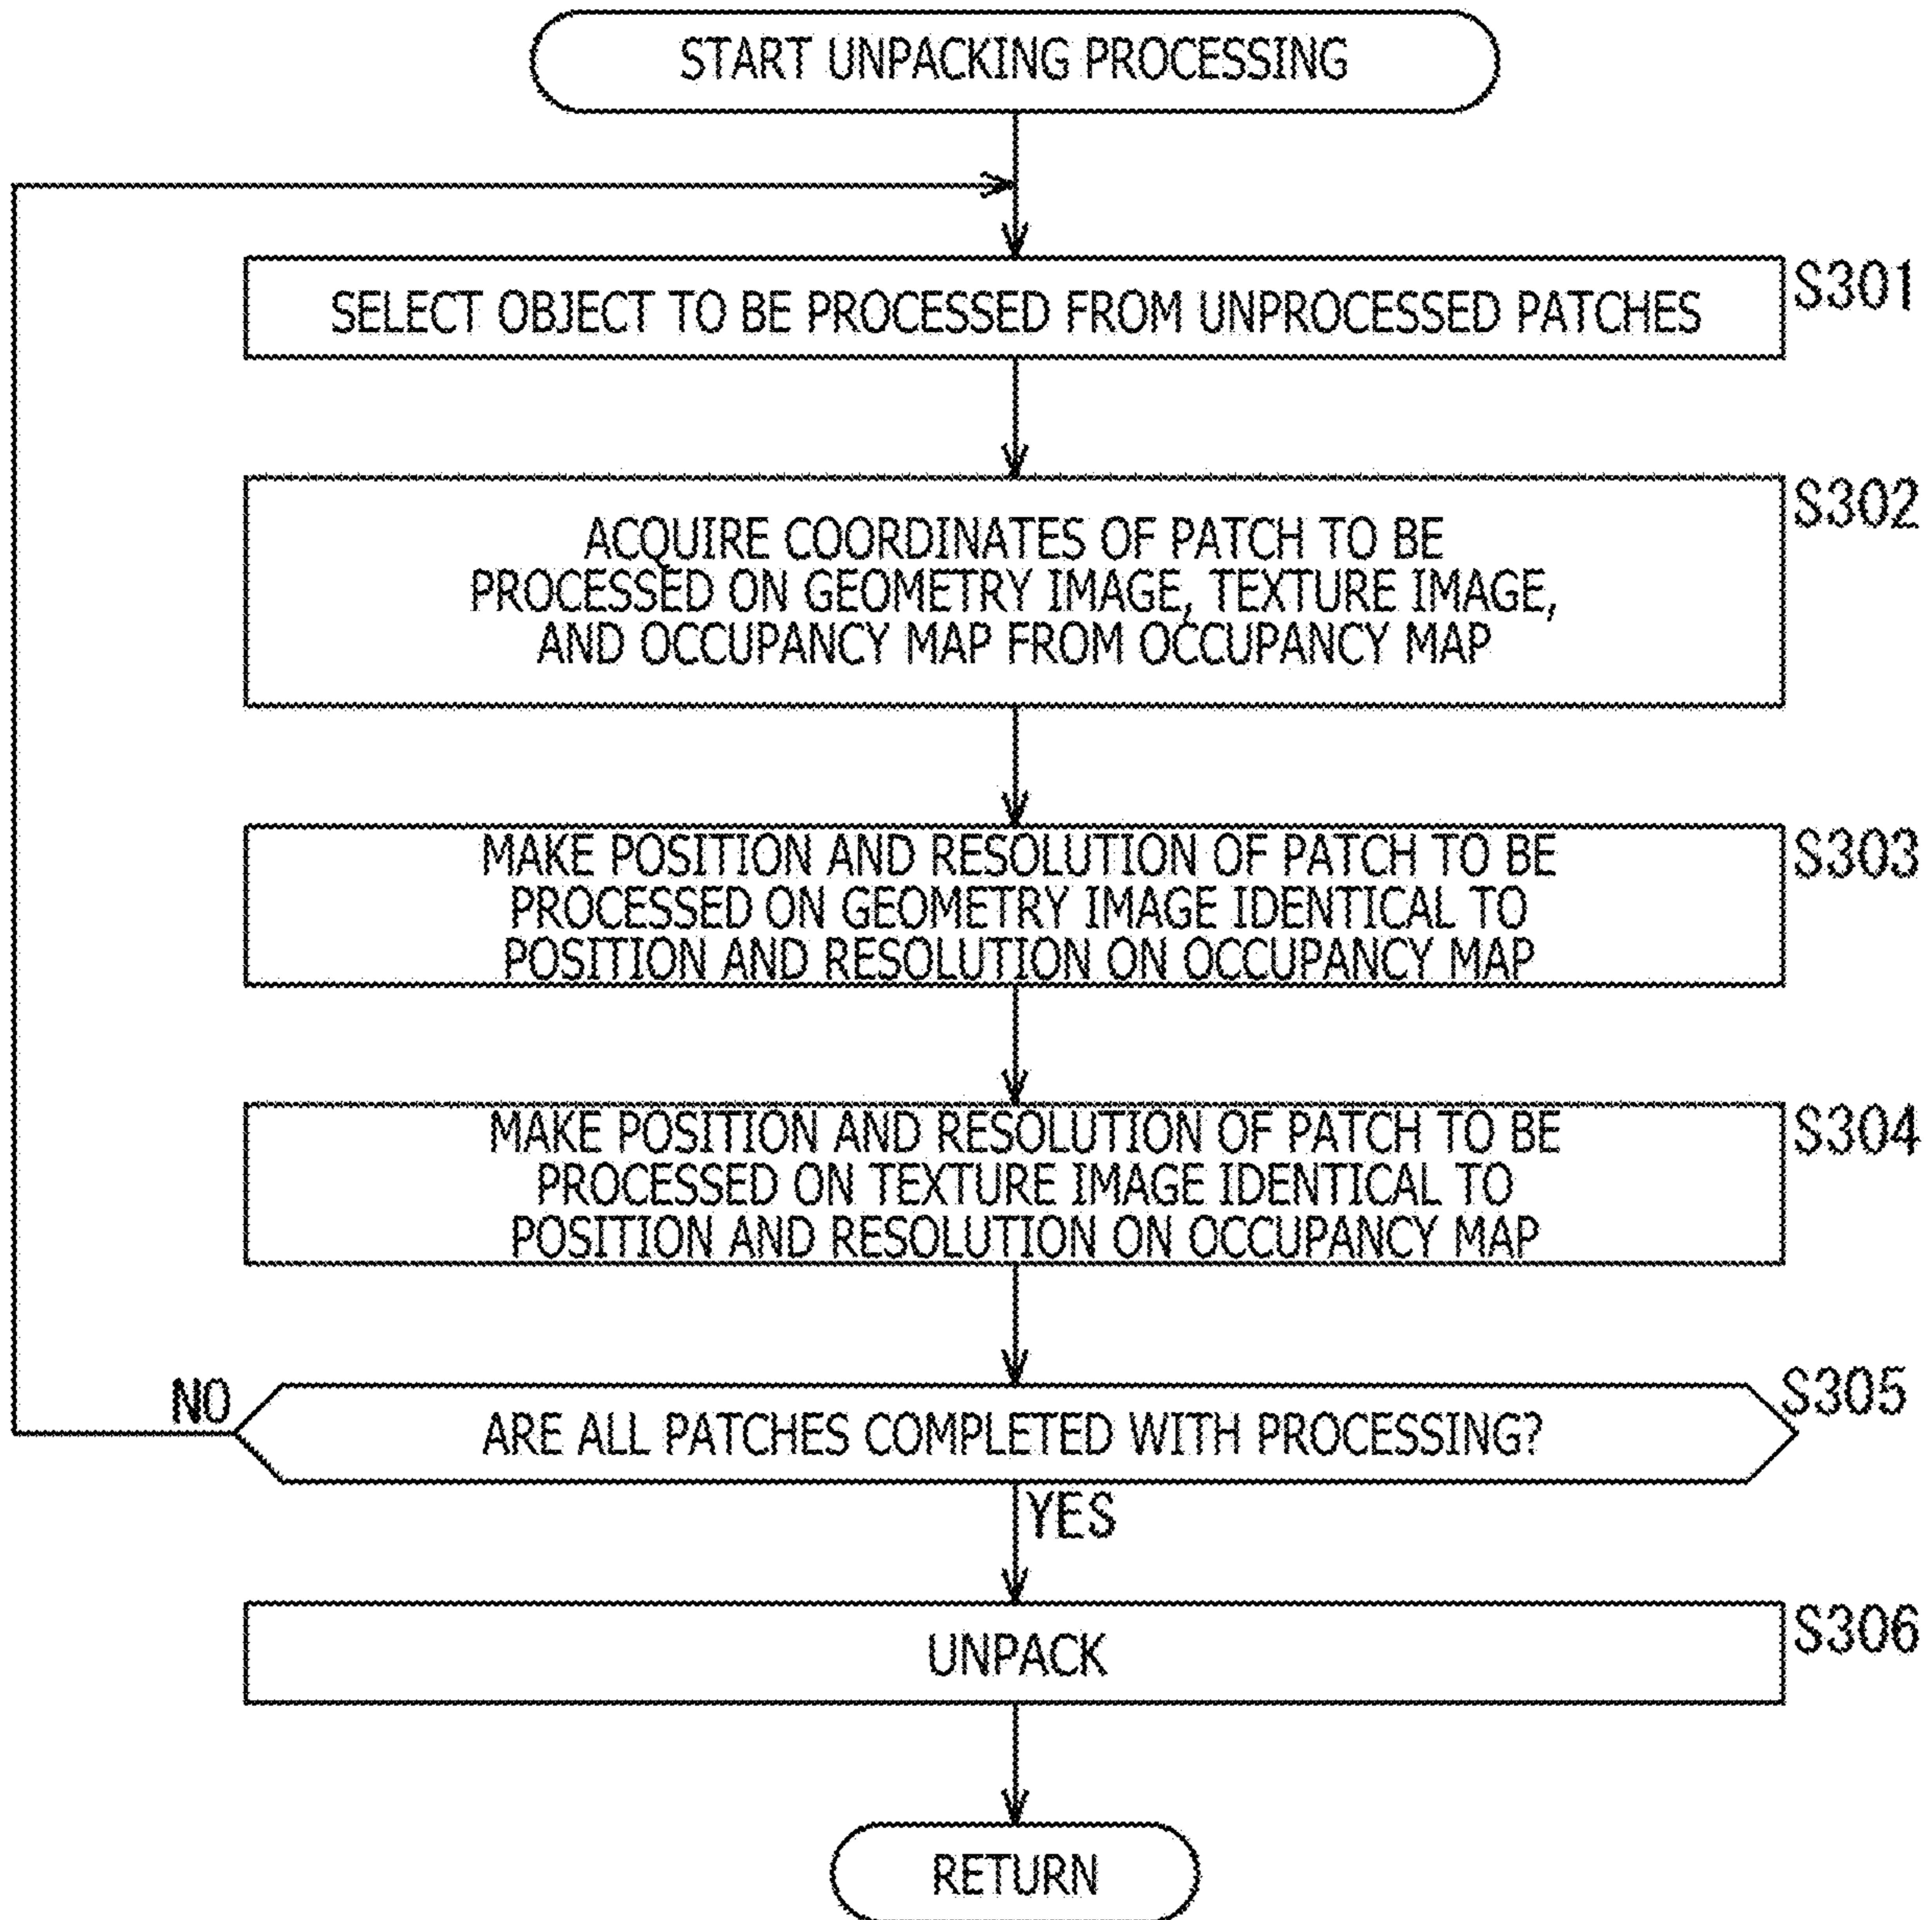 START UNPACKING PROCESSING
SELECT OBJECT TO BE PROCESSED FROM UNPROCESSED PATCHES
S301
ACQUIRE COORDINATES OF PATCH TO BE
PROCESSED ON GEOMETRY IMAGE, TEXTURE IMAGE,
AND OCCUPANCY MAP FROM OCCUPANCY MAP
S302
MAKE POSITION AND RESOLUTION OF PATCH TO BE
PROCESSED ON GEOMETRY IMAGE IDENTICAL TO
POSITION AND RESOLUTION ON OCCUPANCY MAP
S303
MAKE POSITION AND RESOLUTION OF PATCH TO BE
PROCESSED ON TEXTURE IMAGE IDENTICAL TO
POSITION AND RESOLUTION ON OCCUPANCY MAP
S304
NO
ARE ALL PATCHES COMPLETED WITH PROCESSING?
S305
YES
UNPACK
S306
RETURN